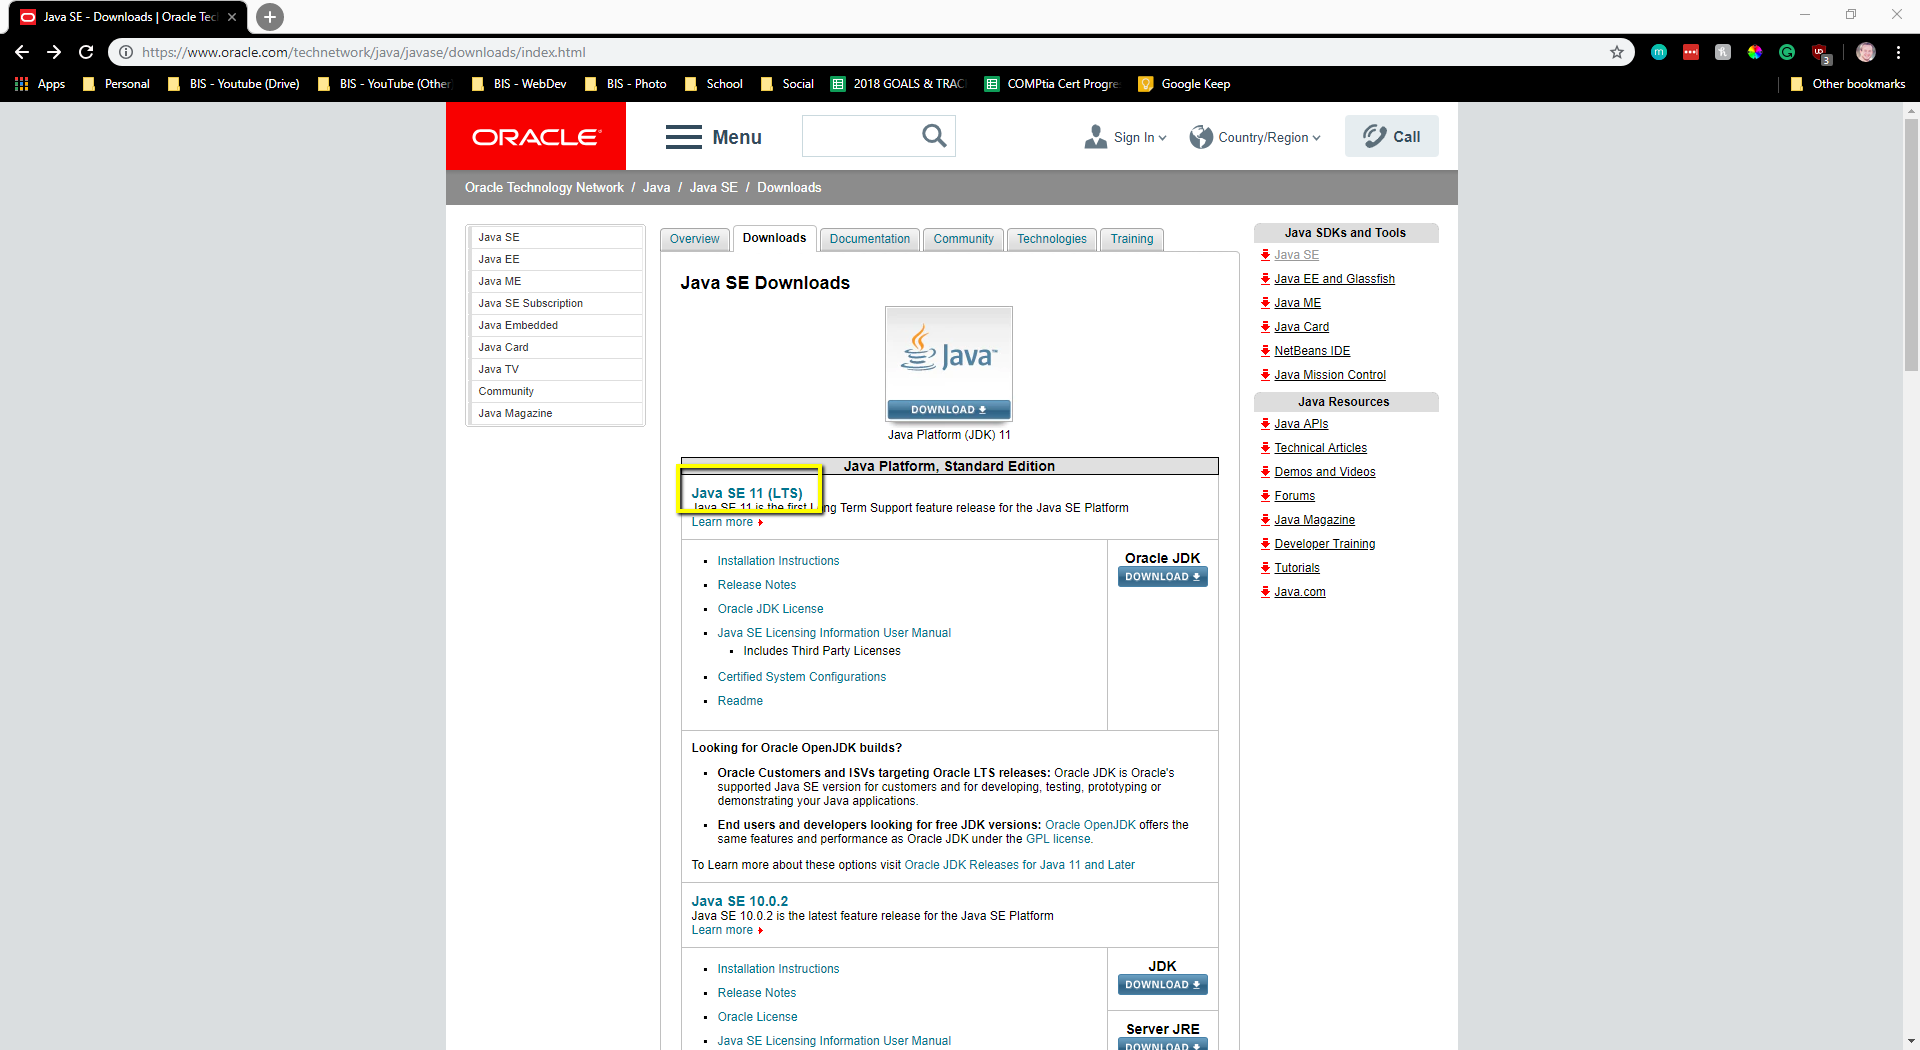 Java SE - Downloads | Oracle Tec
https://www.oracle.com/technetwork/java/javase/downloads/index.html
Apps
Personal
BIS - Youtube (Drive)
BIS - YouTube (Other
BIS - WebDev
BIS - Photo
School
Social
2018 GOALS & TRAC
COMPtia Cert Progre
Google Keep
Other bookmarks
3
ORACLE
Menu
Sign In
Country/Region
Call
Oracle Technology Network / Java / Java SE / Downloads
Java SE
Java EE
Java ME
Java SE Subscription
Java Embedded
Java Card
Java TV
Community
Java Magazine
Overview
Downloads
Documentation
Community
Technologies
Training
Java SE Downloads
Java™
DOWNLOAD
Java Platform (JDK) 11
Java Platform, Standard Edition
Java SE 11 (LTS)
Java SE 11 is the first Long Term Support feature release for the Java SE Platform
Learn more
Installation Instructions
Release Notes
Oracle JDK License
Java SE Licensing Information User Manual
Includes Third Party Licenses
Certified System Configurations
Readme
Oracle JDK
DOWNLOAD
Looking for Oracle OpenJDK builds?
Oracle Customers and ISVs targeting Oracle LTS releases: Oracle JDK is Oracle's
supported Java SE version for customers and for developing, testing, prototyping or
demonstrating your Java applications.
End users and developers looking for free JDK versions: Oracle OpenJDK offers the
same features and performance as Oracle JDK under the GPL license.
To Learn more about these options visit Oracle JDK Releases for Java 11 and Later
Java SE 10.0.2
Java SE 10.0.2 is the latest feature release for the Java SE Platform
Learn more
Installation Instructions
Release Notes
Oracle License
Java SE Licensing Information User Manual
JDK
DOWNLOAD
Server JRE
DOWNLOAD
Java SDKs and Tools
Java SE
Java EE and Glassfish
Java ME
Java Card
NetBeans IDE
Java Mission Control
Java Resources
Java APIs
Technical Articles
Demos and Videos
Forums
Java Magazine
Developer Training
Tutorials
Java.com